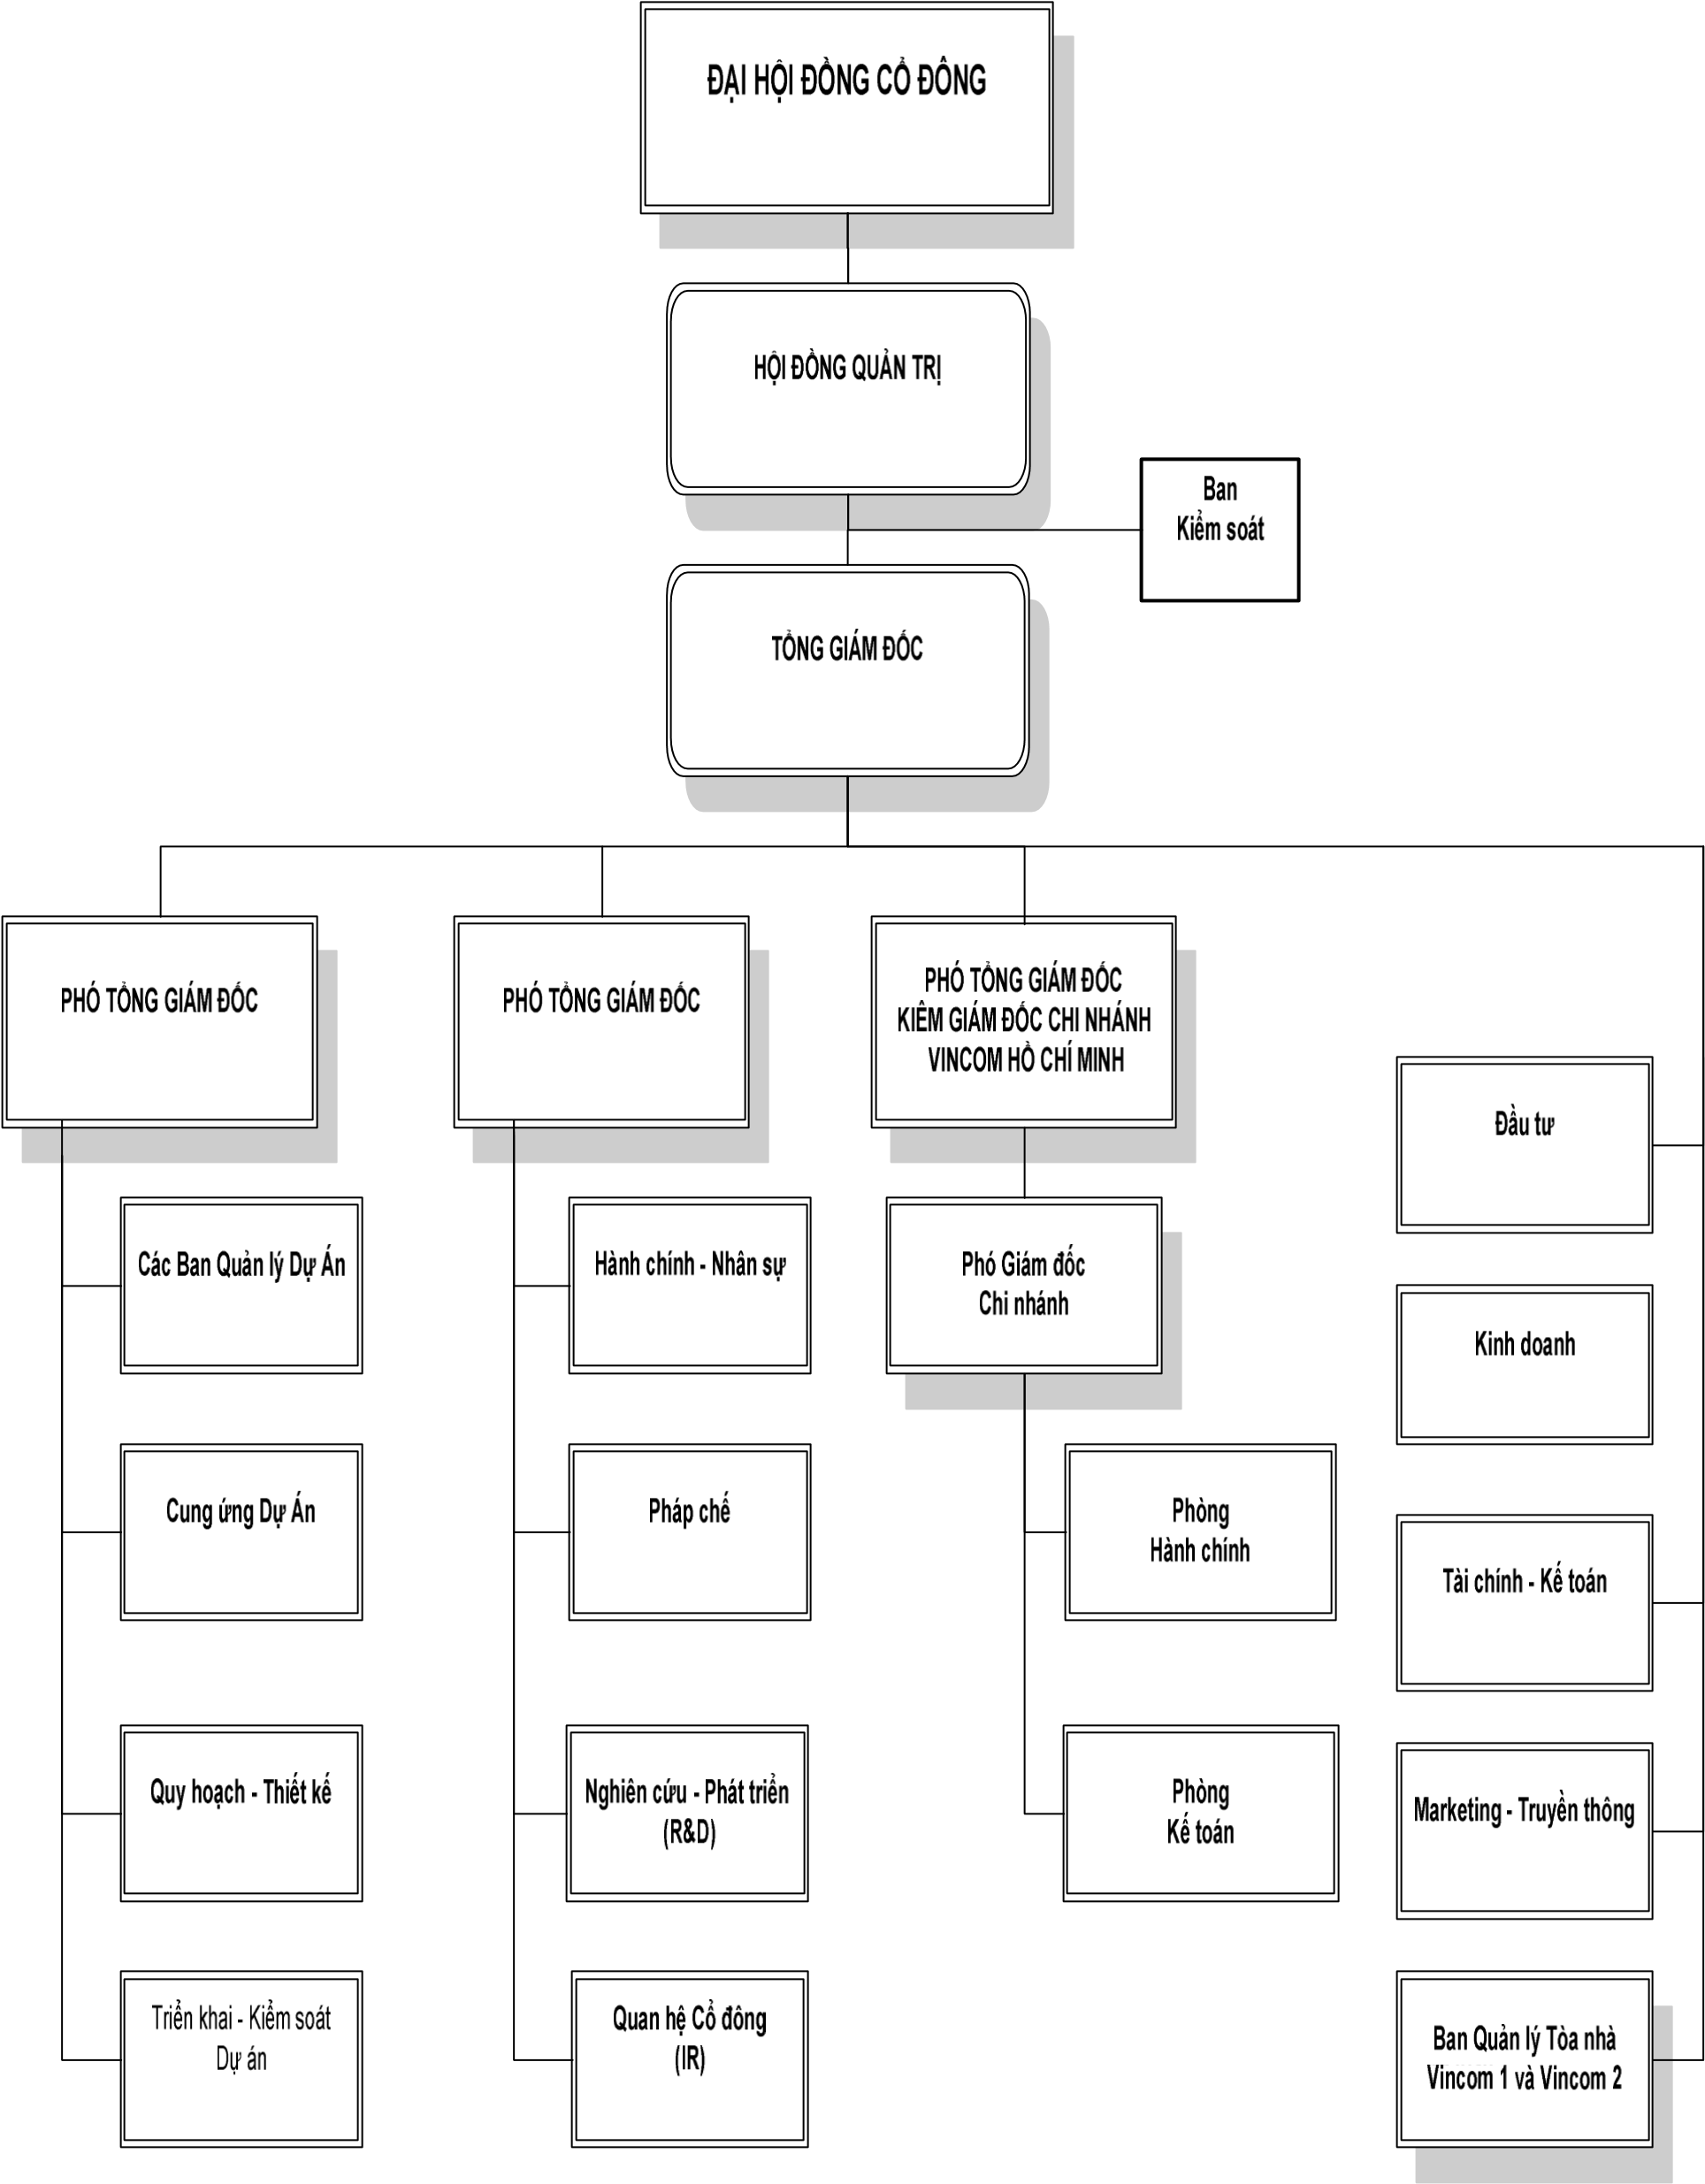 ĐẠI HỘI ĐỒNG CỔ ĐÔNG
HỘI ĐỒNG QUẢN TRỊ
Ban
Kiểm soát
TỔNG GIÁM ĐỐC
PHÓ TỔNG GIÁM ĐỐC
PHÓ TỔNG GIÁM ĐỐC
PHÓ TỔNG GIÁM ĐỐC
KIÊM GIÁM ĐỐC CHI NHÁNH
VINCOM HỒ CHÍ MINH
Các Ban Quản lý Dự Án
Cung ứng Dự Án
Quy hoạch - Thiết kế
Triển khai - Kiểm soát
Dự án
Hành chính - Nhân sự
Pháp chế
Nghiên cứu - Phát triển
(R&D)
Quan hệ Cổ đông
(IR)
Phó Giám đốc
Chi nhánh
Phòng
Hành chính
Phòng
Kế toán
Đầu tư
Kinh doanh
Tài chính - Kế toán
Marketing - Truyền thông
Ban Quản lý Tòa nhà
Vincom 1 và Vincom 2